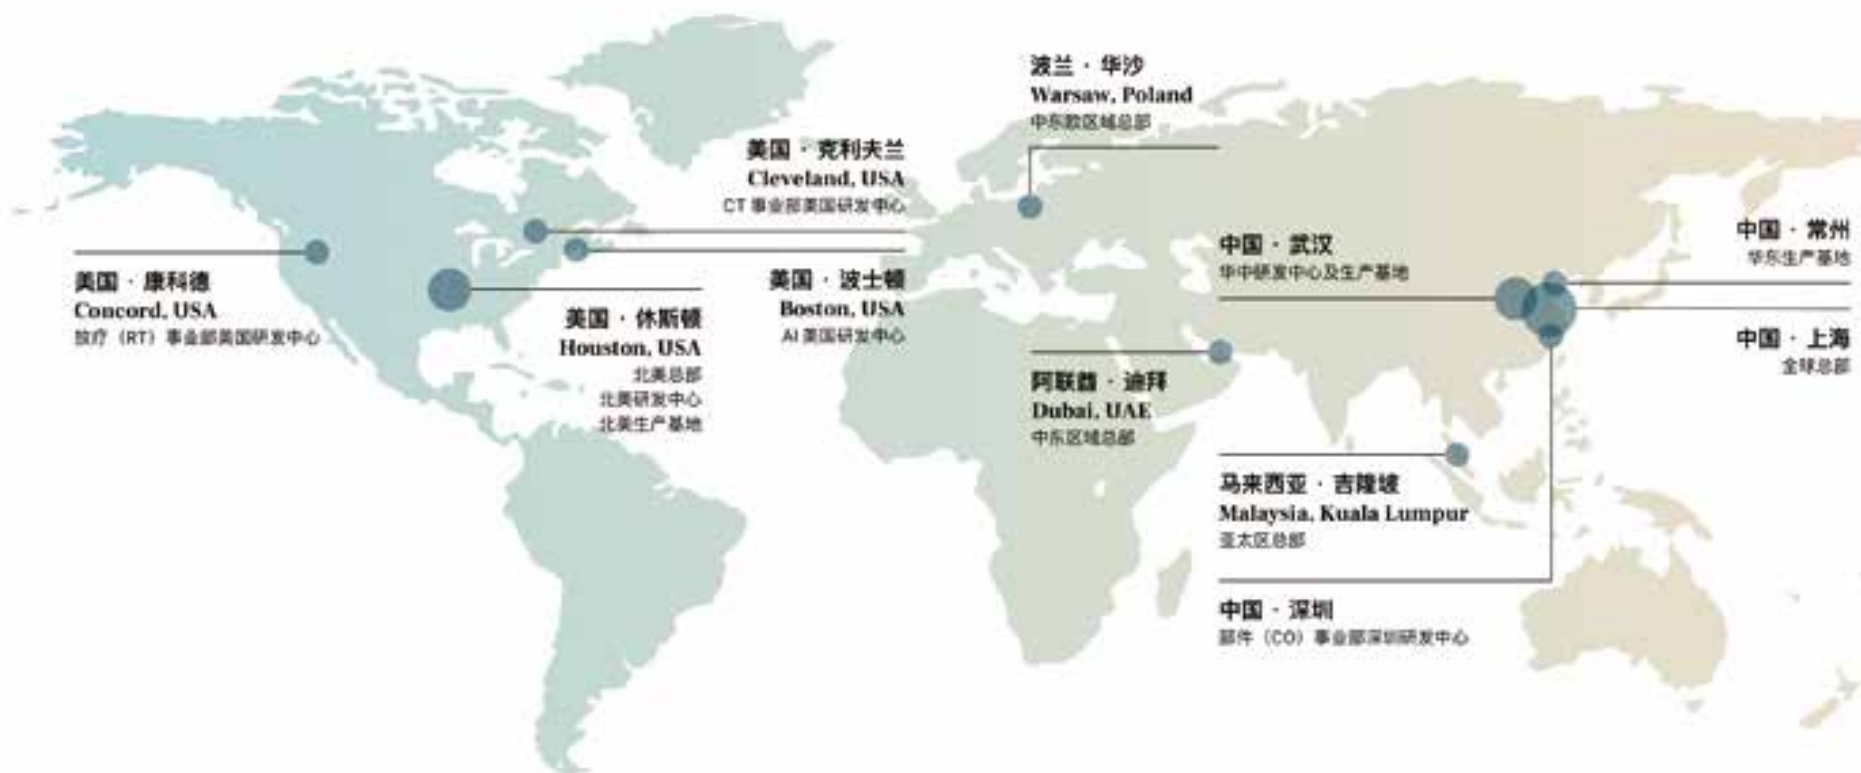 波兰 · 华沙
Warsaw, Poland
中东欧区域总部
美国 · 克利夫兰
Cleveland, USA
CT 事业部美国研发中心
中国 · 武汉
华中研发中心及生产基地
中国 · 常州
华东生产基地
美国 · 康科德
Concord, USA
放疗（RT）事业部美国研发中心
美国 · 休斯顿
Houston, USA
北美总部
北美研发中心
北美生产基地
美国 · 波士顿
Boston, USA
AI 美国研发中心
阿联酋 · 迪拜
Dubai, UAE
中东区域总部
中国 · 上海
全球总部
马来西亚 · 吉隆坡
Malaysia, Kuala Lumpur
亚太区总部
中国 · 深圳
部件（CO）事业部深圳研发中心